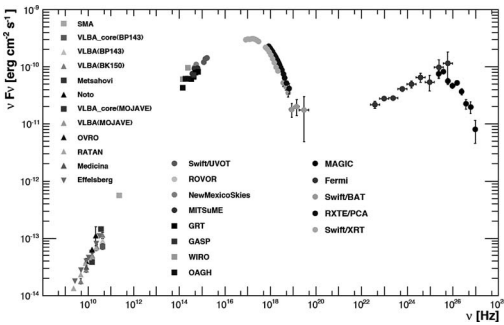 ν Fν [erg cm⁻² s⁻¹]
10⁻⁹
10⁻¹⁰
10⁻¹¹
10⁻¹²
10⁻¹³
10⁻¹⁴
SMA
VLBA_core(BP143)
VLBA(BP143)
VLBA(BK150)
Metsahovi
Noto
VLBA_core(MOJAVE)
VLBA(MOJAVE)
OVRO
RATAN
Medicina
Effelsberg
Swift/UVOT
ROVOR
NewMexicoSkies
MITSuME
GRT
GASP
WIRO
OAGH
MAGIC
Fermi
Swift/BAT
RXTE/PCA
Swift/XRT
10¹⁰ 10¹² 10¹⁴ 10¹⁶ 10¹⁸ 10²⁰ 10²² 10²⁴ 10²⁶ 10²⁸
ν [Hz]